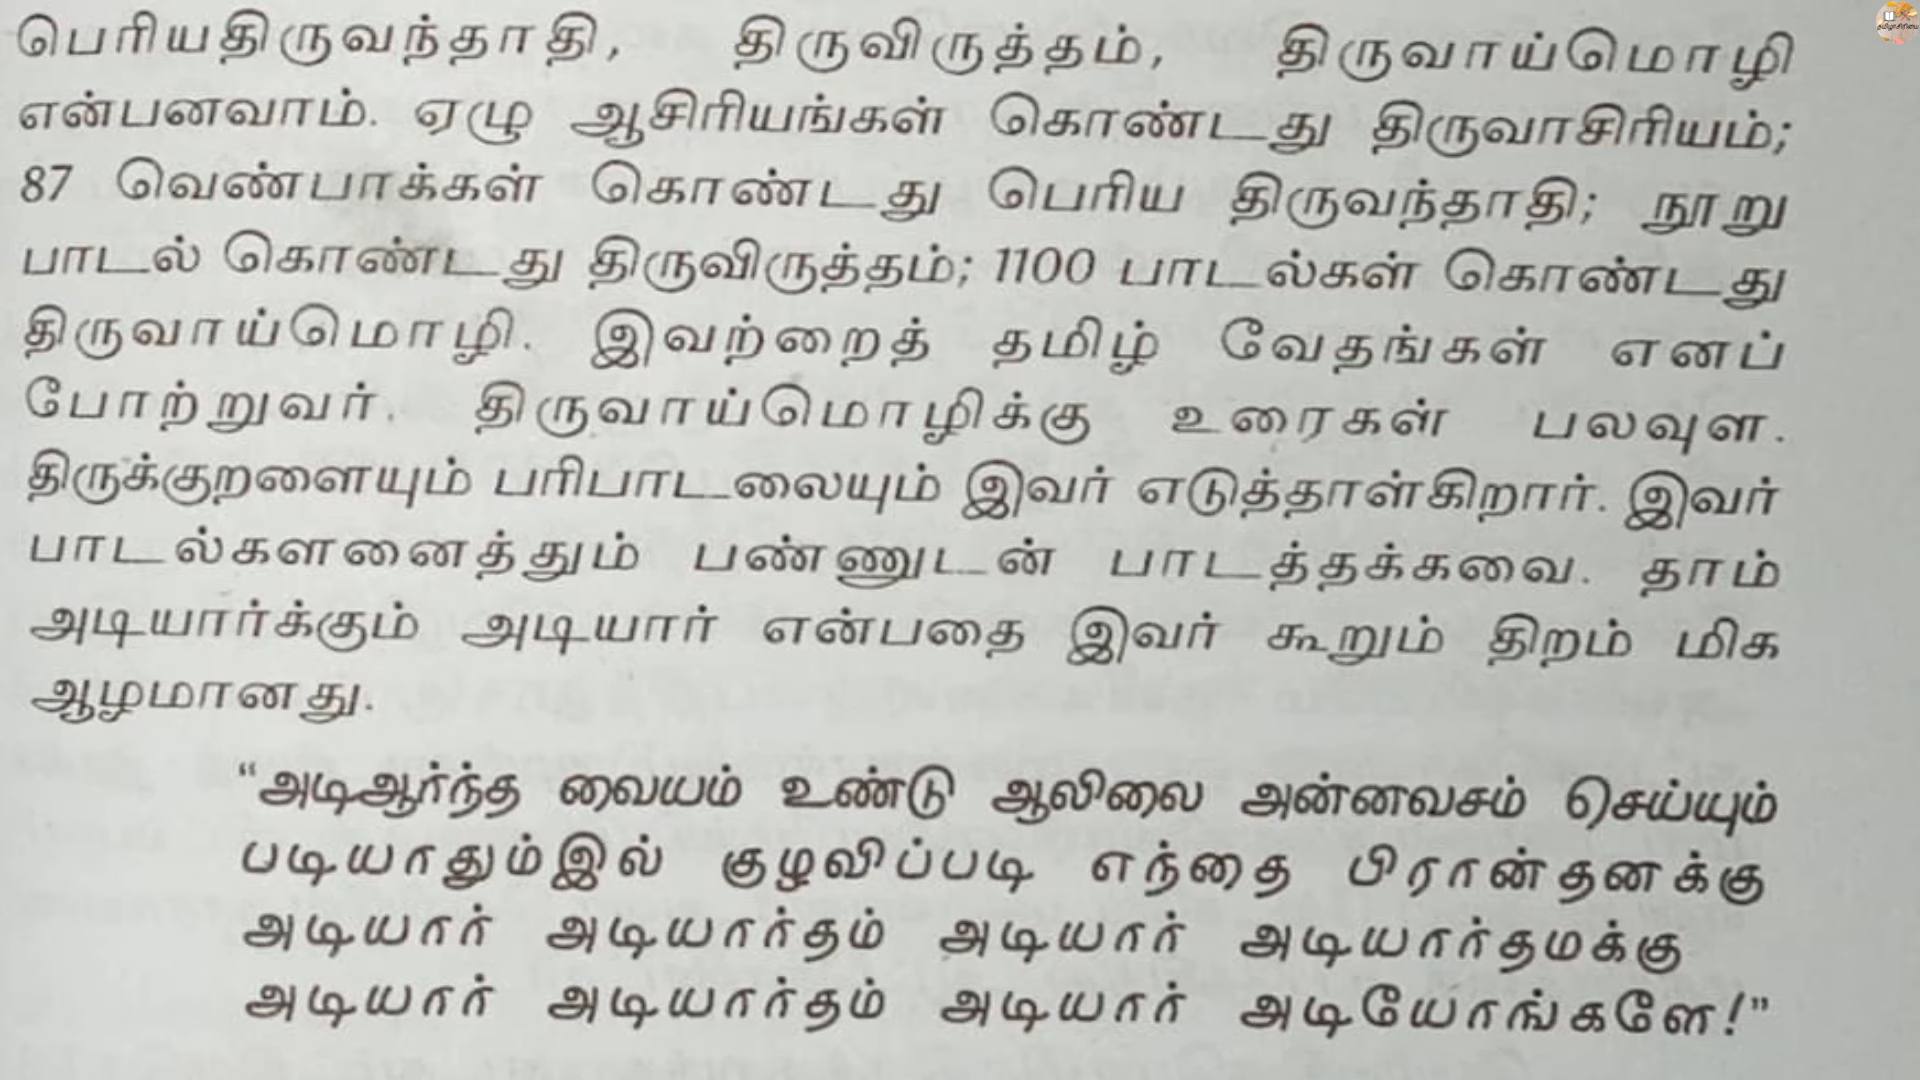 பெரியதிருவந்தாதி, திருவிருத்தம், திருவாய்மொழி
என்பனவாம். ஏழு ஆசிரியங்கள் கொண்டது திருவாசிரியம்;
87 வெண்பாக்கள் கொண்டது பெரிய திருவந்தாதி; நூறு
பாடல் கொண்டது திருவிருத்தம்; 1100 பாடல்கள் கொண்டது
திருவாய்மொழி. இவற்றைத் தமிழ் வேதங்கள் எனப்
போற்றுவர். திருவாய்மொழிக்கு உரைகள் பலவுள.
திருக்குறளையும் பரிபாடலையும் இவர் எடுத்தாள்கிறார். இவர்
பாடல்களனைத்தும் பண்ணுடன் பாடத்தக்கவை. தாம்
அடியார்க்கும் அடியார் என்பதை இவர் கூறும் திறம் மிக
ஆழமானது.
“அடிஆர்ந்த வையம் உண்டு ஆலிலை அன்னவசம் செய்யும்
படியாதும்இல் குழவிப்படி எந்தை பிரான்தனக்கு
அடியார் அடியார்தம் அடியார் அடியார்தமக்கு
அடியார் அடியார்தம் அடியார் அடியோங்களே!”